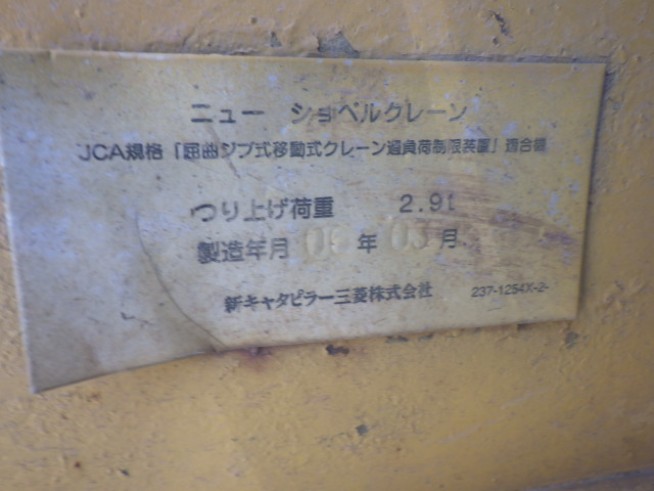 ニュー ショベルクレーン
JCA規格「屈曲ジブ式移動式クレーン過負荷制限装置」適合機
つり上げ荷重 2.9t
製造年月 年 03 月
新キャタピラー三菱株式会社 237-1254X-2-